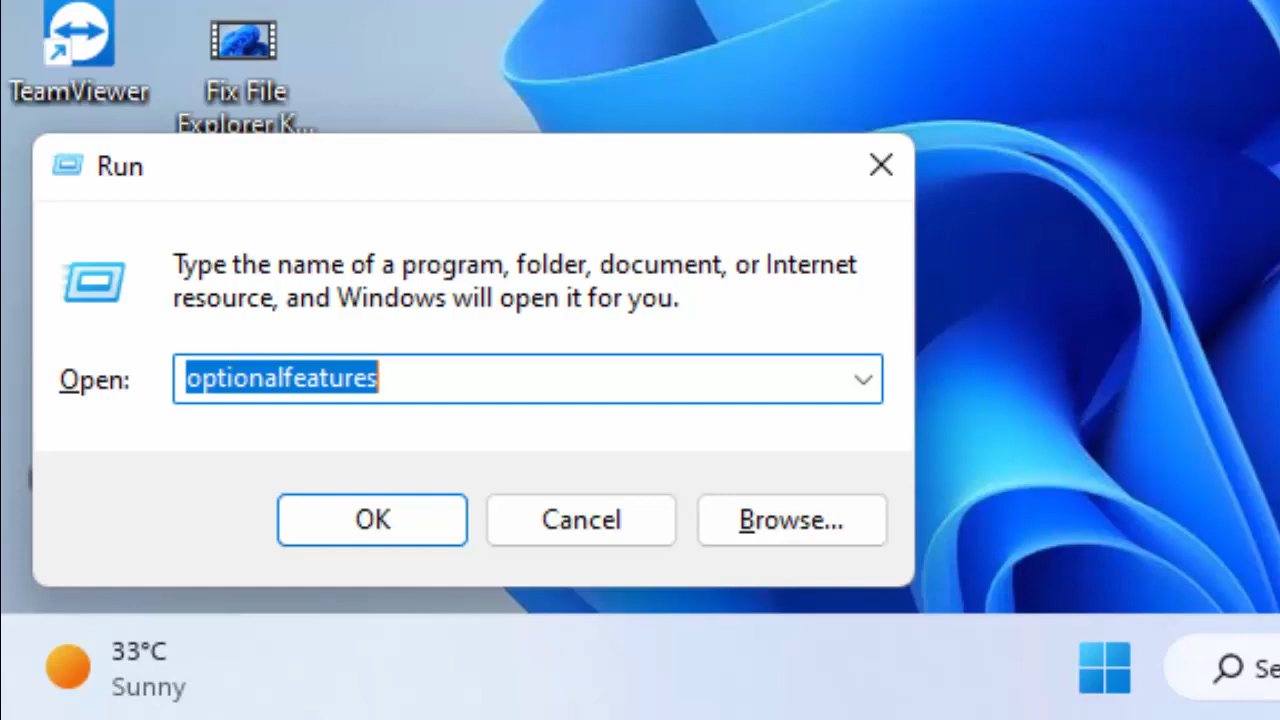 TeamViewer
Fix File
Explorer K...
Run
Type the name of a program, folder, document, or Internet
resource, and Windows will open it for you.
Open:
optionalfeatures
OK
Cancel
Browse...
33°C
Sunny
Se